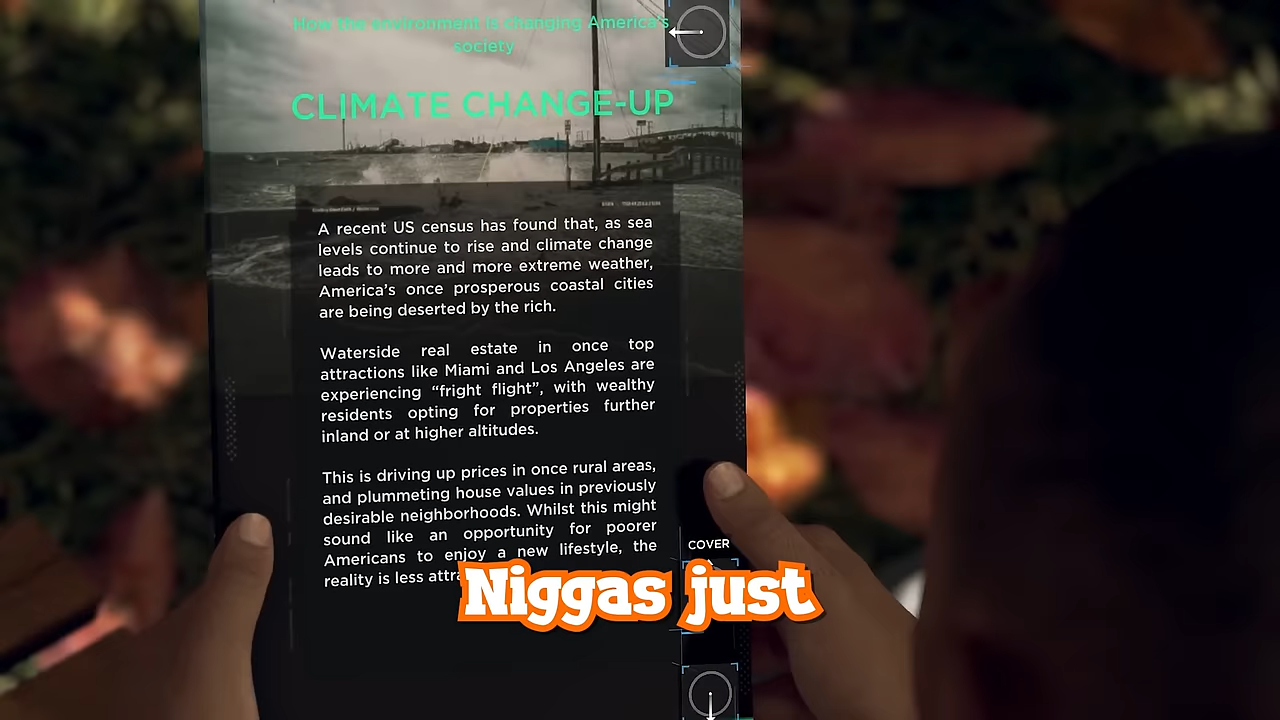 How the environment is changing America's
society
CLIMATE CHANGE-UP
A recent US census has found that, as sea
levels continue to rise and climate change
leads to more and more extreme weather,
America's once prosperous coastal cities
are being deserted by the rich.
Waterside real estate in once top
attractions like Miami and Los Angeles are
experiencing “fright flight”, with wealthy
residents opting for properties further
inland or at higher altitudes.
This is driving up prices in once rural areas,
and plummeting house values in previously
desirable neighborhoods. Whilst this might
sound like an opportunity for poorer
Americans to enjoy a new lifestyle, the
reality is less
COVER
Niggas just